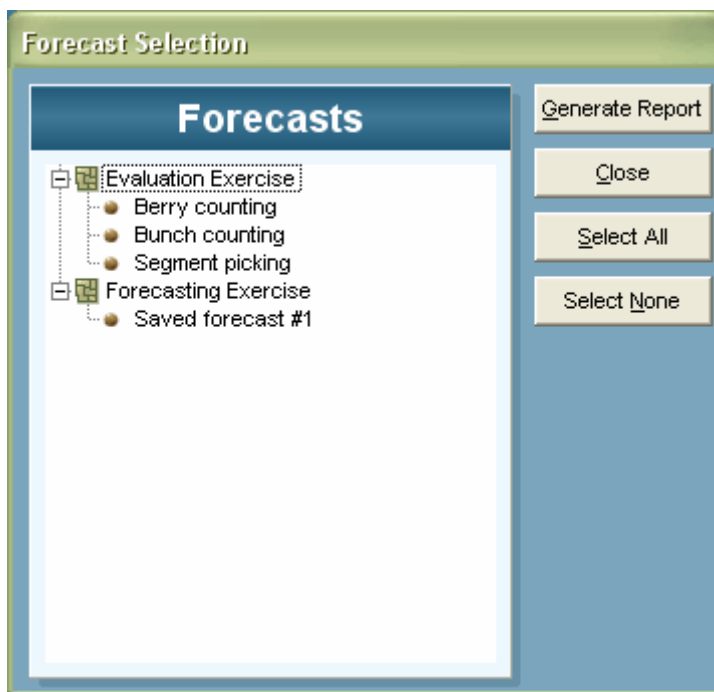 Forecast Selection
Forecasts
Evaluation Exercise
Berry counting
Bunch counting
Segment picking
Forecasting Exercise
Saved forecast #1
Generate Report
Close
Select All
Select None